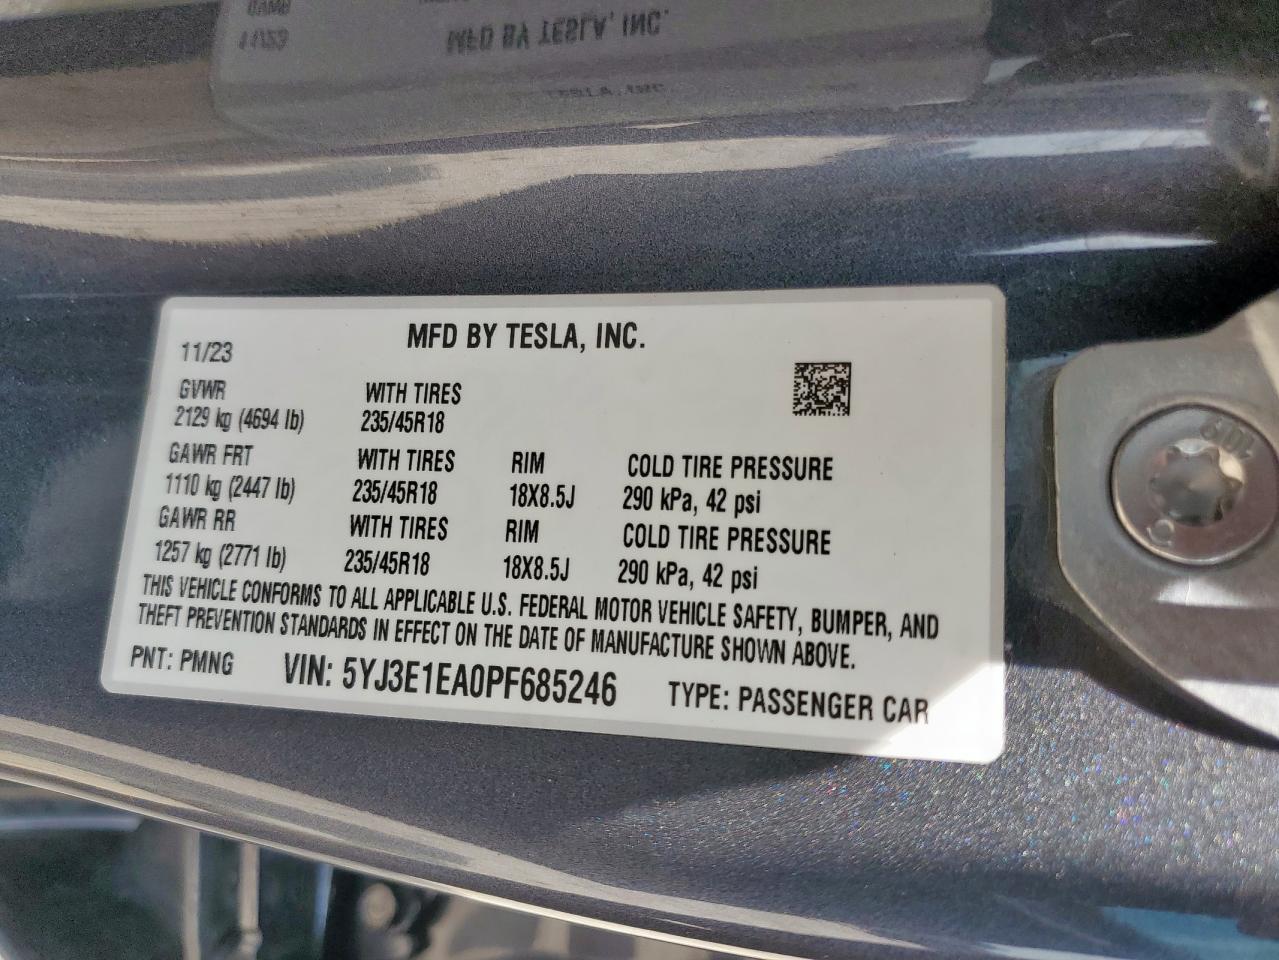 MFD BY TESLA, INC.
11/23
GVWR WITH TIRES
2129 kg (4694 lb) 235/45R18
GAWR FRT WITH TIRES RIM COLD TIRE PRESSURE
1110 kg (2447 lb) 235/45R18 18X8.5J 290 kPa, 42 psi
GAWR RR WITH TIRES RIM COLD TIRE PRESSURE
1257 kg (2771 lb) 235/45R18 18X8.5J 290 kPa, 42 psi
THIS VEHICLE CONFORMS TO ALL APPLICABLE U.S. FEDERAL MOTOR VEHICLE SAFETY, BUMPER, AND
THEFT PREVENTION STANDARDS IN EFFECT ON THE DATE OF MANUFACTURE SHOWN ABOVE.
PNT: PMNG VIN: 5YJ3E1EA0PF685246 TYPE: PASSENGER CAR